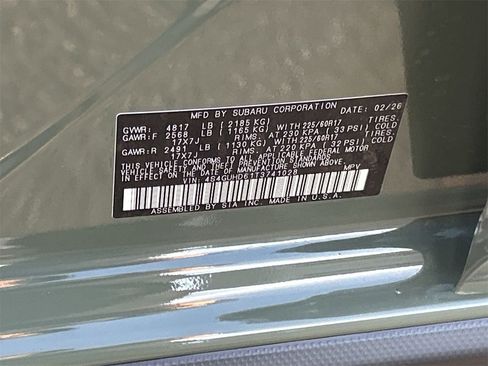 MFD BY SUBARU CORPORATION 02/26
GVWR: 4817 LB ( 2185 KG)
GAWR:F 2568 LB ( 1165 KG) WITH 225/60R17 TIRES.
17X7J RIMS. AT 230 KPA ( 33 PSI) COLD
GAWR:R 2491 LB ( 1130 KG) WITH 225/60R17 TIRES.
17X7J RIMS. AT 220 KPA ( 32 PSI) COLD
THIS VEHICLE CONFORMS TO ALL APPLICABLE FEDERAL MOTOR
VEHICLE SAFETY, BUMPER, AND THEFT PREVENTION STANDARDS
IN EFFECT ON THE DATE OF MANUFACTURE SHOWN ABOVE.
VIN: 4S4GUHD61T3741028 MPV
ASSEMBLED BY SIA INC. MADE IN U.S.A.